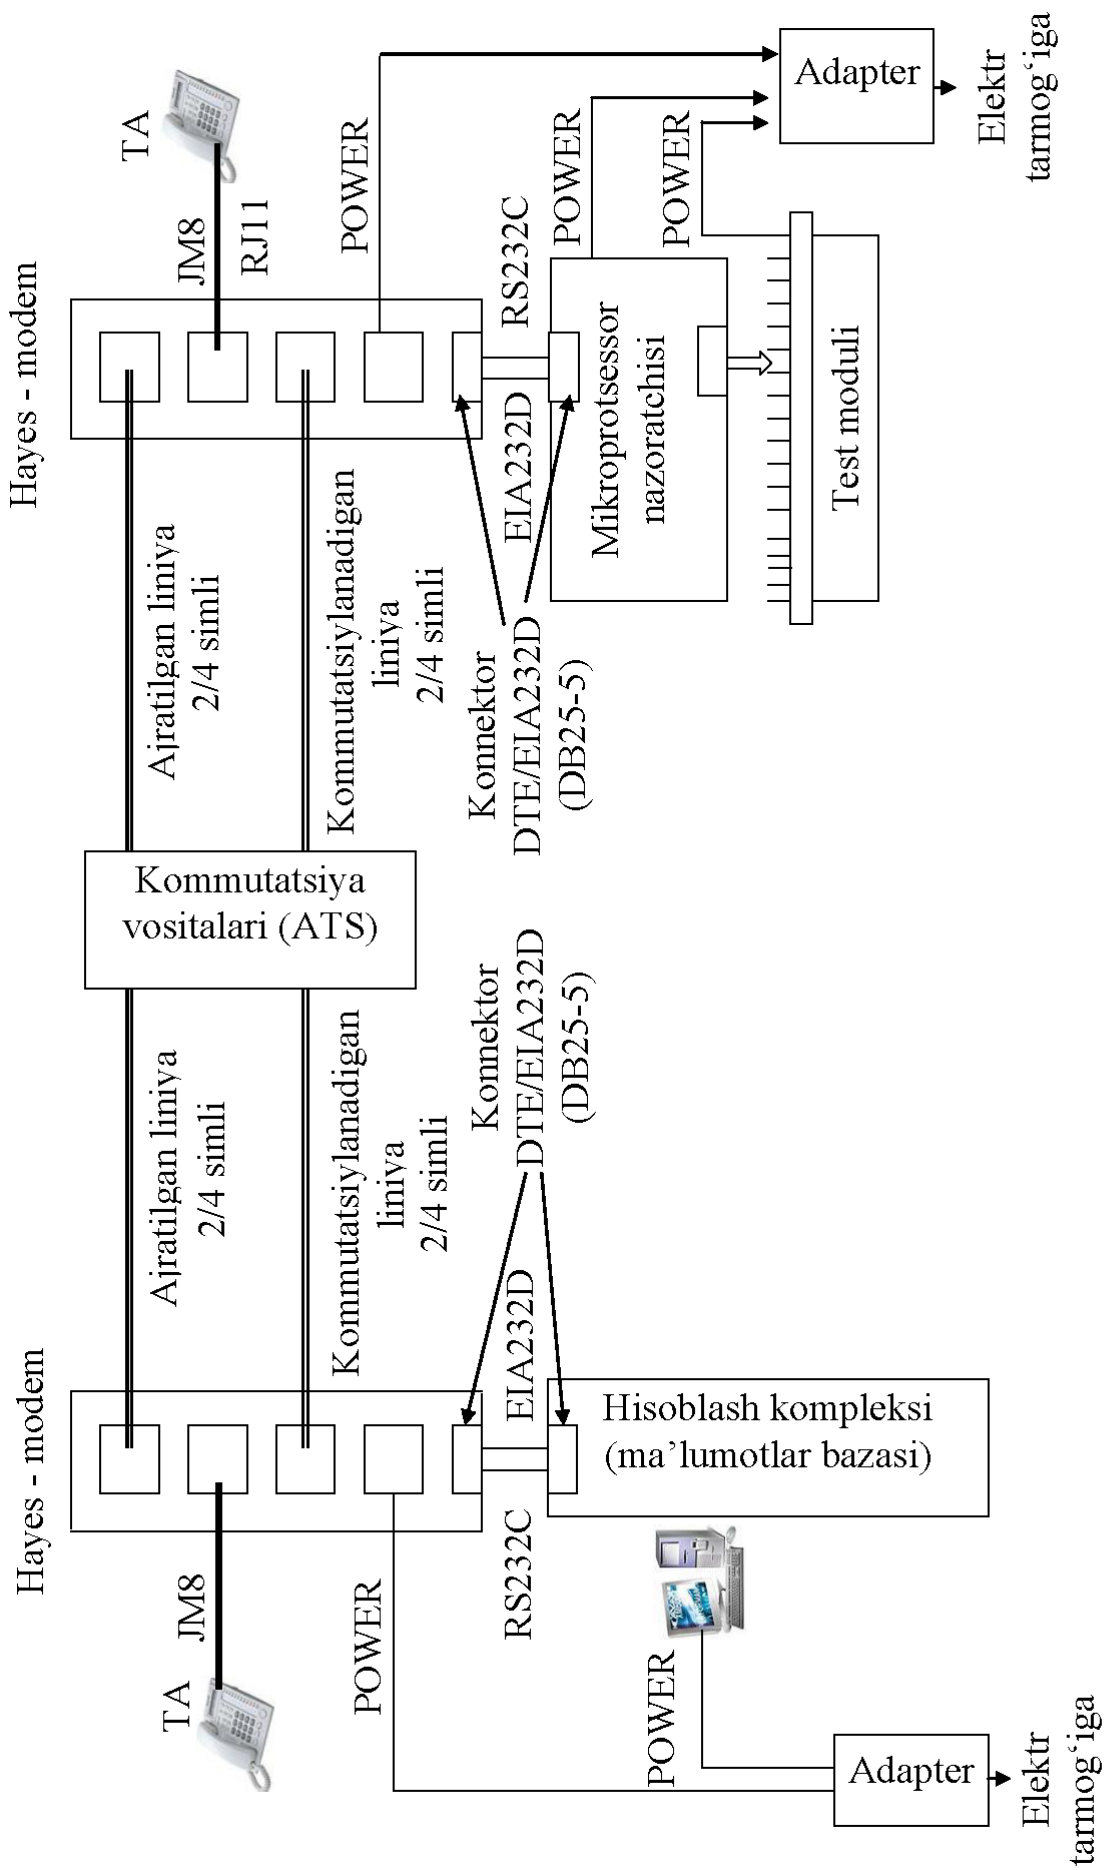 Hayes - modem
TA
JM8
POWER
Ajratilgan liniya
2/4 simli
Kommutatsiylanadigan
liniya
2/4 simli
RS232C
EIA232D
Konnektor
DTE/EIA232D
(DB25-5)
Hisoblash kompleksi
(ma’lumotlar bazasi)
POWER
Adapter
Elektr
tarmog‘iga
Kommutatsiya
vositalari (ATS)
Hayes - modem
TA
JM8
RJ11
POWER
Ajratilgan liniya
2/4 simli
Kommutatsiylanadigan
liniya
2/4 simli
Konnektor
DTE/EIA232D
(DB25-5)
EIA232D
RS232C
Mikroprotsessor
nazoratchisi
POWER
POWER
Test moduli
Adapter
Elektr
tarmog‘iga